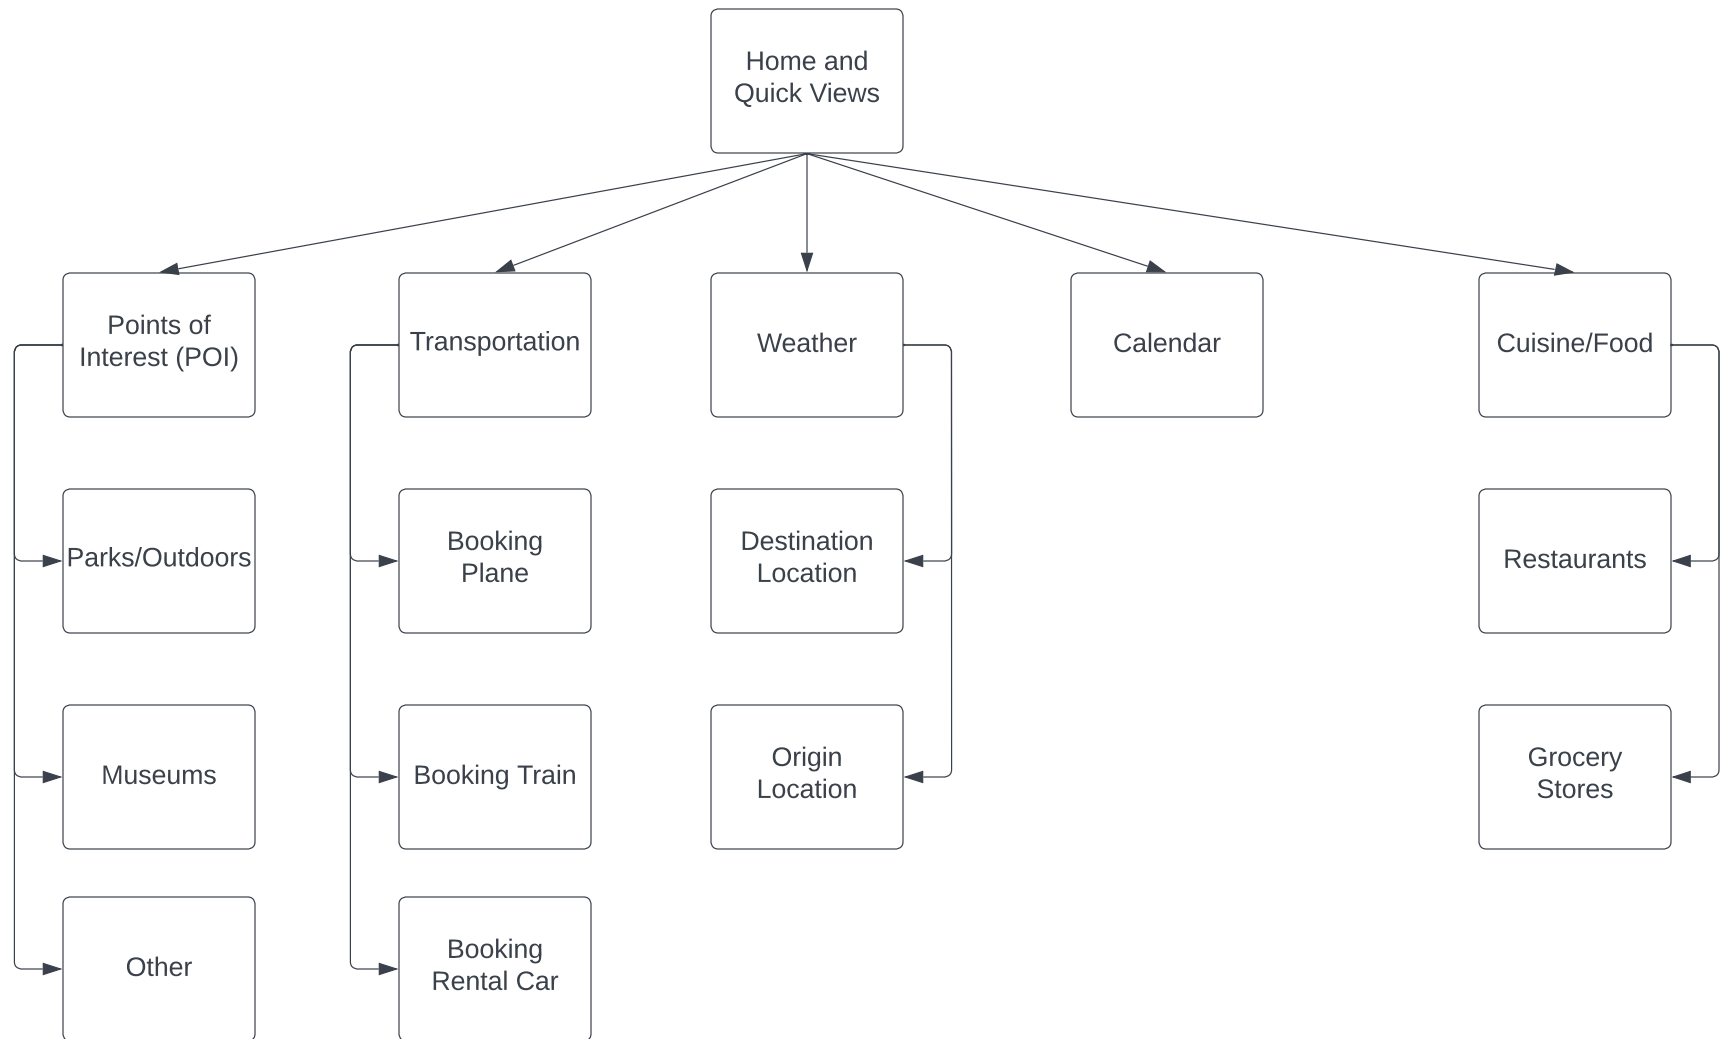 Home and
Quick Views
Points of
Interest (POI)
Transportation
Weather
Calendar
Cuisine/Food
Parks/Outdoors
Booking
Plane
Destination
Location
Restaurants
Museums
Booking Train
Origin
Location
Grocery
Stores
Other
Booking
Rental Car